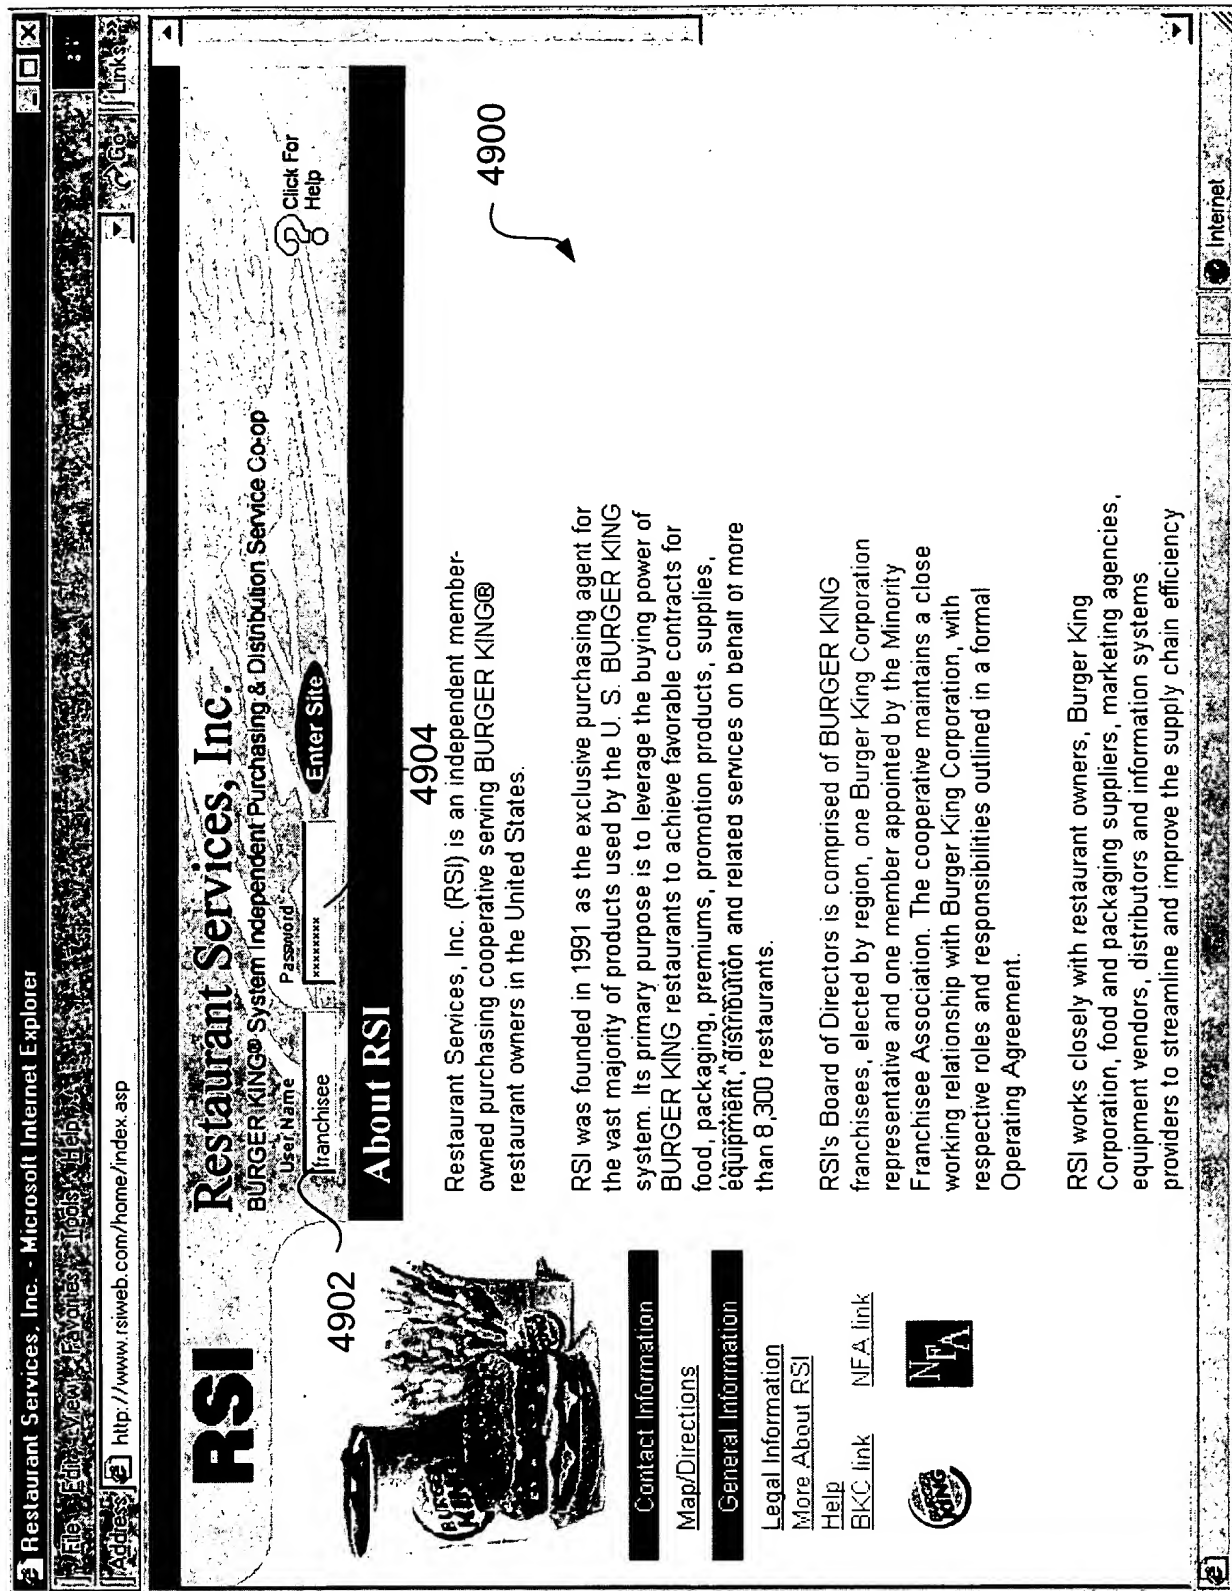 Restaurant Services, Inc. - Microsoft Internet Explorer
File Edit View Favorites Tools Help
Address http://www.rsiweb.com/home/index.asp Go Links »
RSI
Restaurant Services, Inc.
BURGER KING® System Independent Purchasing & Distribution Service Co-op
User Name Password
franchisee ******** Enter Site
Click For
Help
4902
4904
4900
About RSI
Restaurant Services, Inc. (RSI) is an independent member-
owned purchasing cooperative serving BURGER KING®
restaurant owners in the United States.
RSI was founded in 1991 as the exclusive purchasing agent for
the vast majority of products used by the U. S. BURGER KING
system. Its primary purpose is to leverage the buying power of
BURGER KING restaurants to achieve favorable contracts for
food, packaging, premiums, promotion products, supplies,
equipment, distribution and related services on behalf of more
than 8,300 restaurants.
RSI's Board of Directors is comprised of BURGER KING
franchisees, elected by region, one Burger King Corporation
representative and one member appointed by the Minority
Franchisee Association. The cooperative maintains a close
working relationship with Burger King Corporation, with
respective roles and responsibilities outlined in a formal
Operating Agreement.
RSI works closely with restaurant owners, Burger King
Corporation, food and packaging suppliers, marketing agencies,
equipment vendors, distributors and information systems
providers to streamline and improve the supply chain efficiency
Contact Information
Map/Directions
General Information
Legal Information
More About RSI
Help
BKC link NFA link
BURGER KING
NFA
Internet